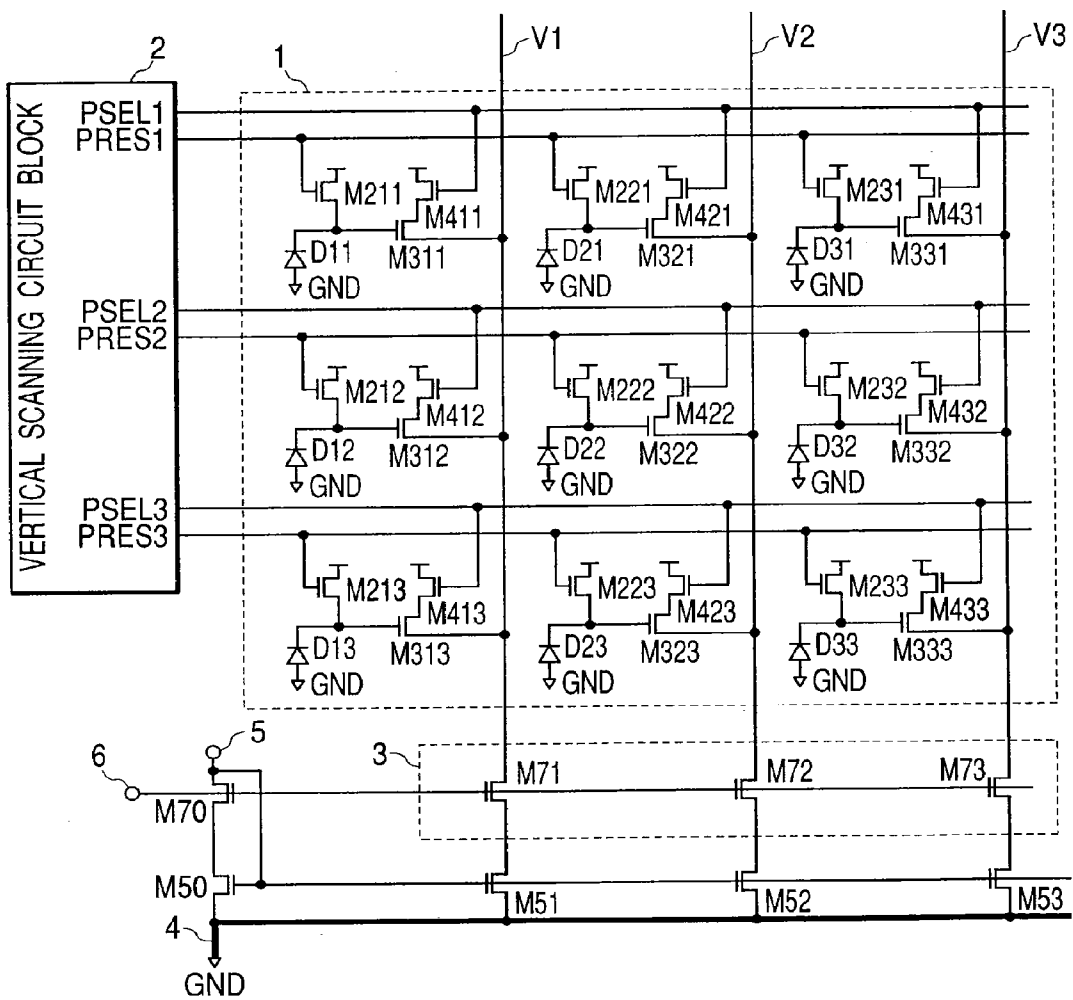 V1
V2
V3
2
1
VERTICAL SCANNING CIRCUIT BLOCK
PSEL1
PRES1
M211
M411
M221
M421
M231
M431
D11
M311
D21
M321
D31
M331
GND
GND
GND
PSEL2
PRES2
M212
M412
M222
M422
M232
M432
D12
M312
D22
M322
D32
M332
GND
GND
GND
PSEL3
PRES3
M213
M413
M223
M423
M233
M433
D13
M313
D23
M323
D33
M333
GND
GND
GND
5
6
3
M70
M71
M72
M73
M50
M51
M52
M53
4
GND